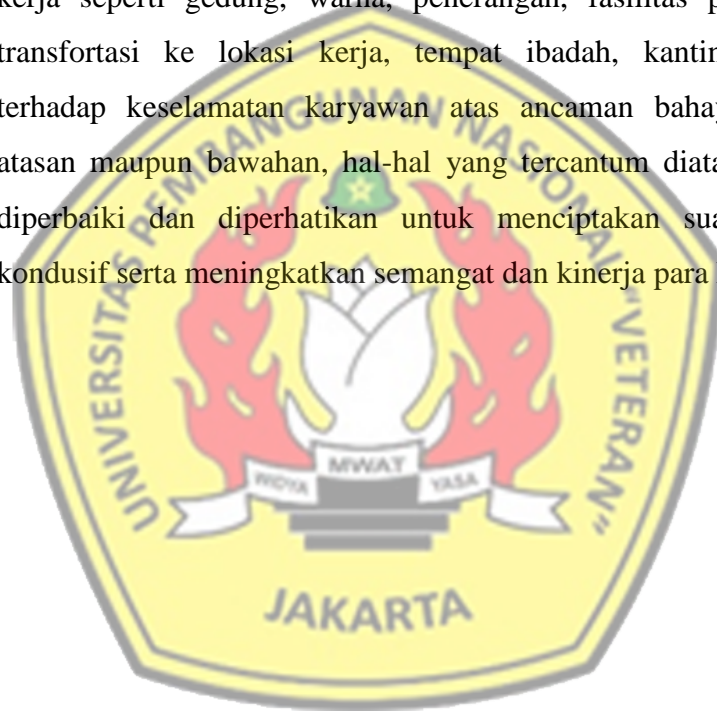 kerja seperti gedung, warna, penerangan, fasilitas p
transfortasi ke lokasi kerja, tempat ibadah, kantin
terhadap keselamatan karyawan atas ancaman bahay
atasan maupun bawahan, hal-hal yang tercantum diata
diperbaiki dan diperhatikan untuk menciptakan sua
kondusif serta meningkatkan semangat dan kinerja para
UNIVERSITAS PEMBANGUNAN NASIONAL "VETERAN"
WIDYA MWAT YASA
JAKARTA